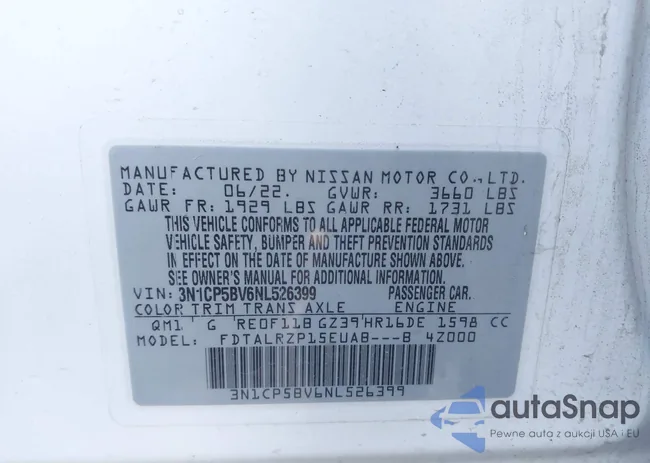 MANUFACTURED BY NISSAN MOTOR CO., LTD.
DATE: 06/22. GVWR: 3660 LBS
GAWR FR: 1929 LBS GAWR RR: 1731 LBS
THIS VEHICLE CONFORMS TO ALL APPLICABLE FEDERAL MOTOR
VEHICLE SAFETY, BUMPER AND THEFT PREVENTION STANDARDS
IN EFFECT ON THE DATE OF MANUFACTURE SHOWN ABOVE.
SEE OWNER'S MANUAL FOR ADDITIONAL INFORMATION.
VIN: 3N1CP5BV6NL526399 PASSENGER CAR.
COLOR TRIM TRANS AXLE ENGINE
QM1' G 'RE0F11B GZ39'HR16DE 1598 CC
MODEL: FDTALRZP15EUAB---B 4Z000
3N1CP5BV6NL526399
autaSnap
Pewne auta z aukcji USA i EU